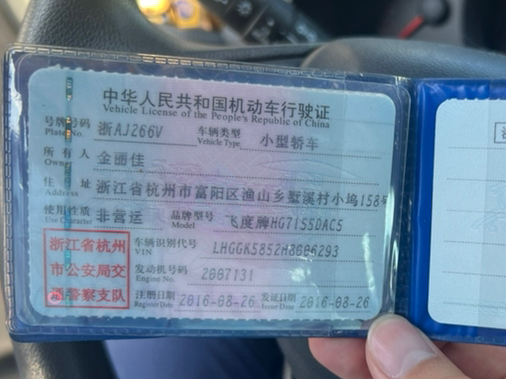 中华人民共和国机动车行驶证
Vehicle License of the People's Republic of China
号牌号码 浙AJ266V 车辆类型 小型轿车
Plate No. Vehicle Type
所有人 金丽佳
Owner
住址 浙江省杭州市富阳区渔山乡墅溪村小坞158号
Address
使用性质 非营运 品牌型号 飞度牌HG7155DAC5
Use Character Model
浙江省杭州
市公安局交
通警察支队
车辆识别代号 LHGGK5852H8006293
VIN
发动机号码 2007131
Engine No.
注册日期 2016-08-26 发证日期 2016-08-26
Register Date Issue Date